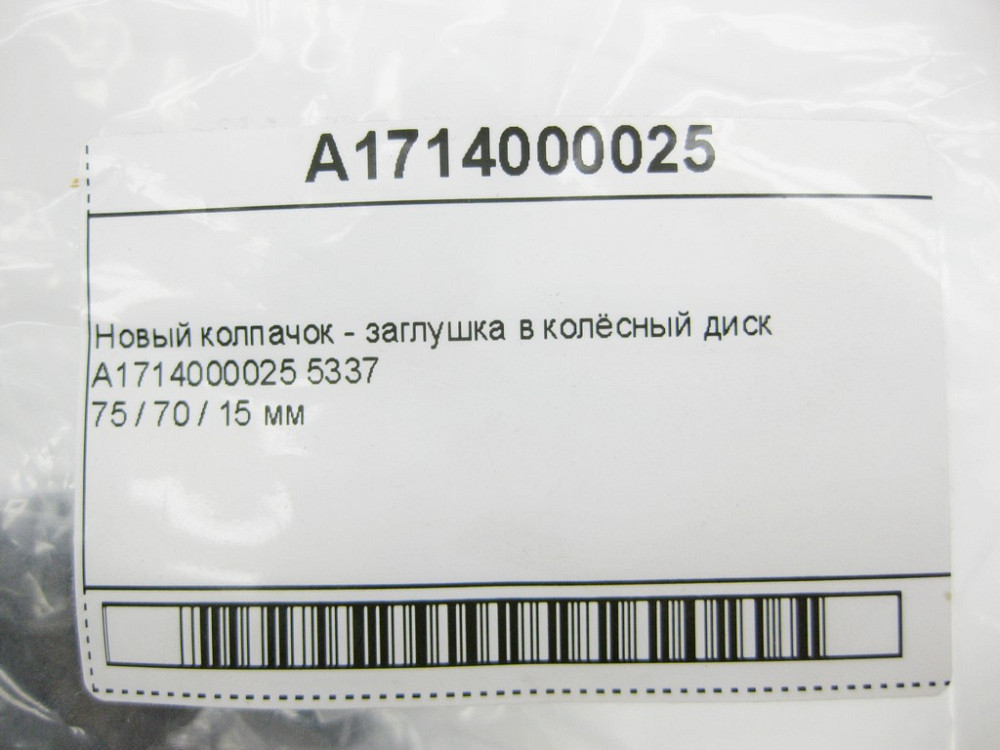 A1714000025
Новый колпачок - заглушка в колёсный диск
A1714000025 5337
75 / 70 / 15 мм